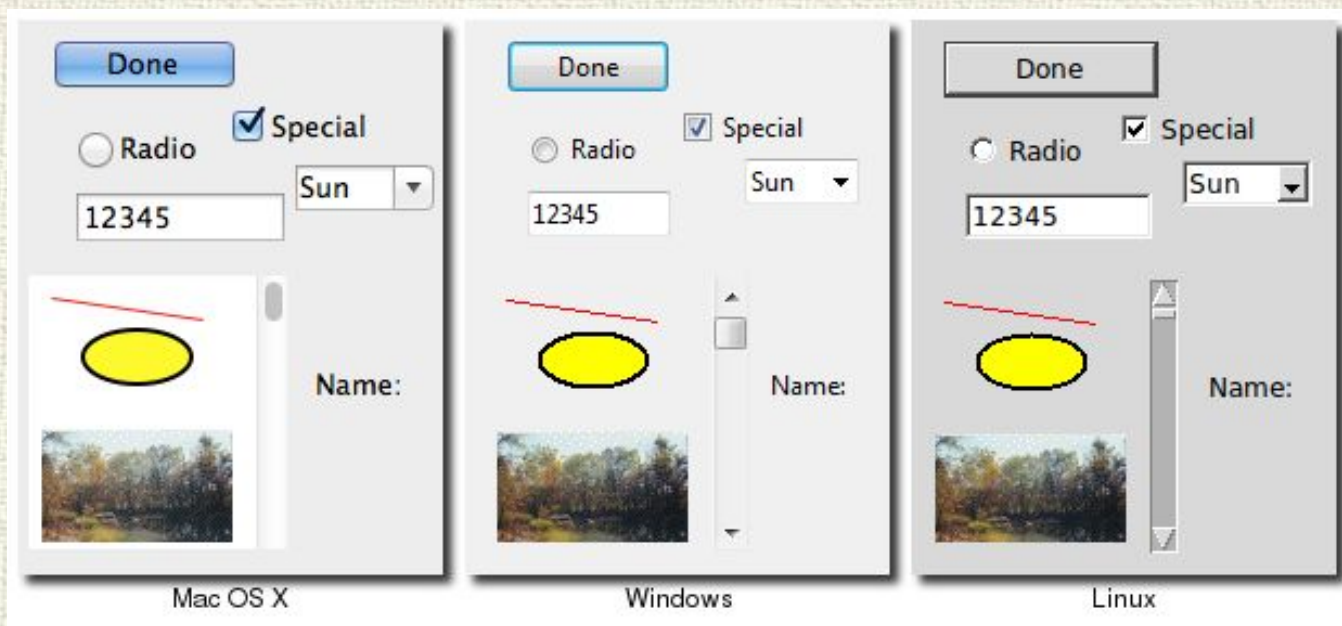 Done
Special
Radio
Sun
12345
Name:
Mac OS X
Done
Special
Radio
Sun
12345
Name:
Windows
Done
Special
Radio
Sun
12345
Name:
Linux